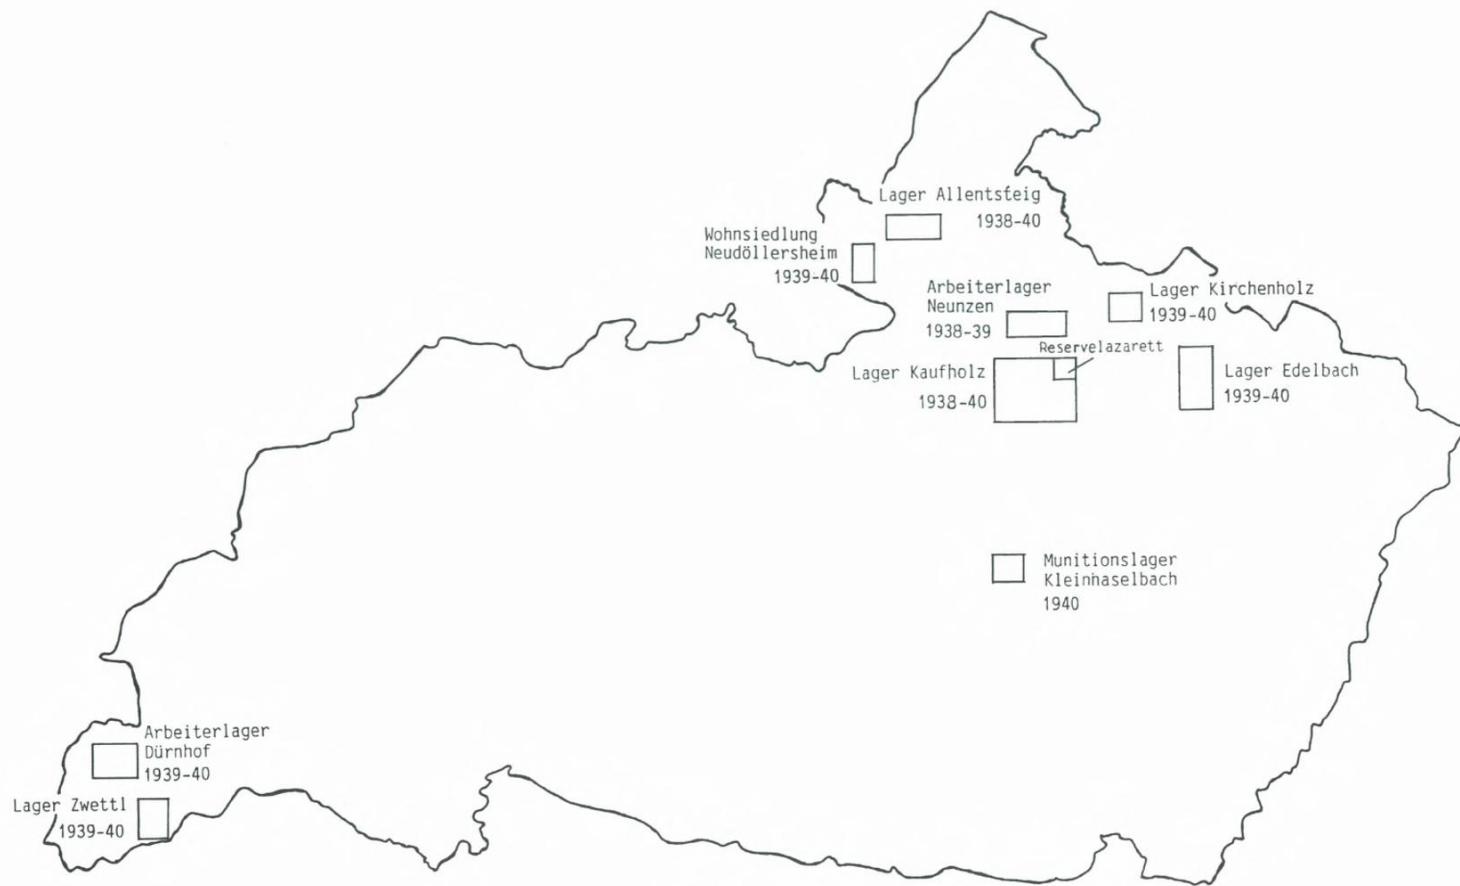 Lager Allentsteig
1938-40
Wohnsiedlung
Neudöllersheim
1939-40
Arbeiterlager
Neunzen
1938-39
Lager Kirchenholz
1939-40
Reservelazarett
Lager Kaufholz
1938-40
Lager Edelbach
1939-40
Munitionslager
Kleinhaselbach
1940
Arbeiterlager
Dürnhof
1939-40
Lager Zwettl
1939-40